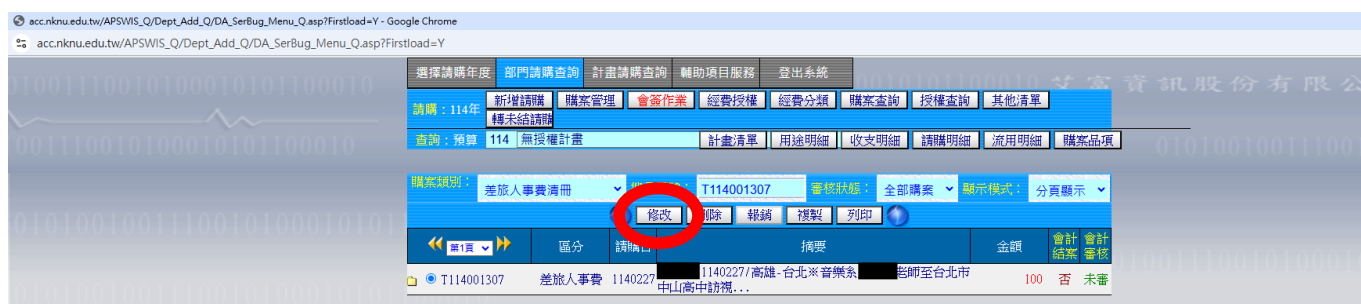 acc.nknu.edu.tw/APSWIS_Q/Dept_Add_Q/DA_SerBug_Menu_Q.asp?Firstload=Y - Google Chrome
acc.nknu.edu.tw/APSWIS_Q/Dept_Add_Q/DA_SerBug_Menu_Q.asp?Firstload=Y
選擇請購年度 部門請購查詢 計畫請購查詢 輔助項目服務 登出系統
艾富資訊股份有限公
請購：114年 新增請購 購案管理 會簽作業 經費授權 經費分類 購案查詢 授權查詢 其他清單
轉未結請購
查詢：預算 114 無授權計畫 計畫清單 用途明細 收支明細 請購明細 流用明細 購案品項
購案類別： 差旅人事費清冊 T114001307 審核狀態： 全部購案 顯示模式： 分頁顯示
修改 刪除 報銷 複製 列印
第1頁 區分 請購日 摘要 金額 會計結案 會計審核
T114001307 差旅人事費 1140227 1140227/高雄-台北※音樂系 老師至台北市 100 否 未審
中山高中訪視...